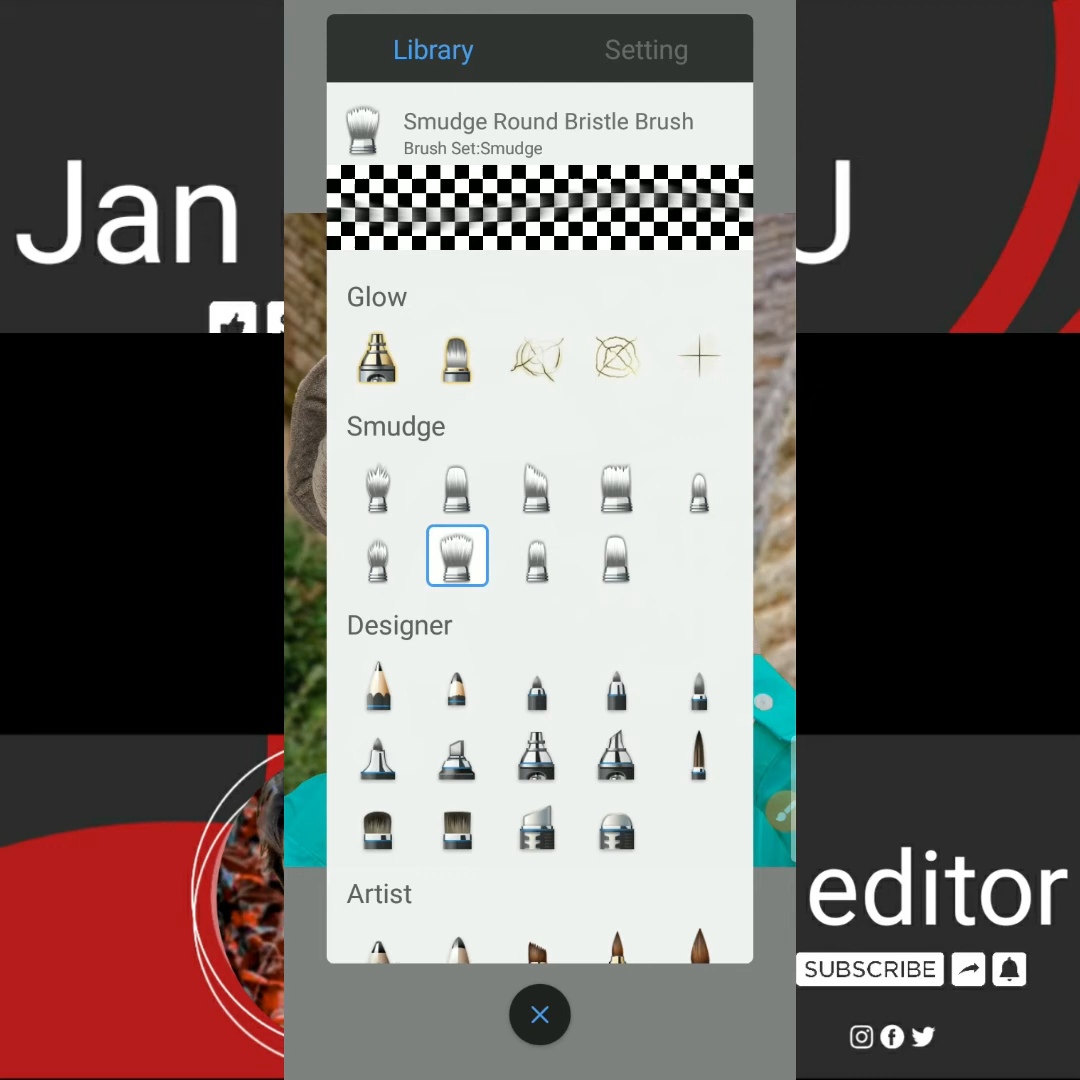 Library Setting
Smudge Round Bristle Brush
Brush Set:Smudge
Jan
J
Glow
Smudge
Designer
editor
Artist
SUBSCRIBE